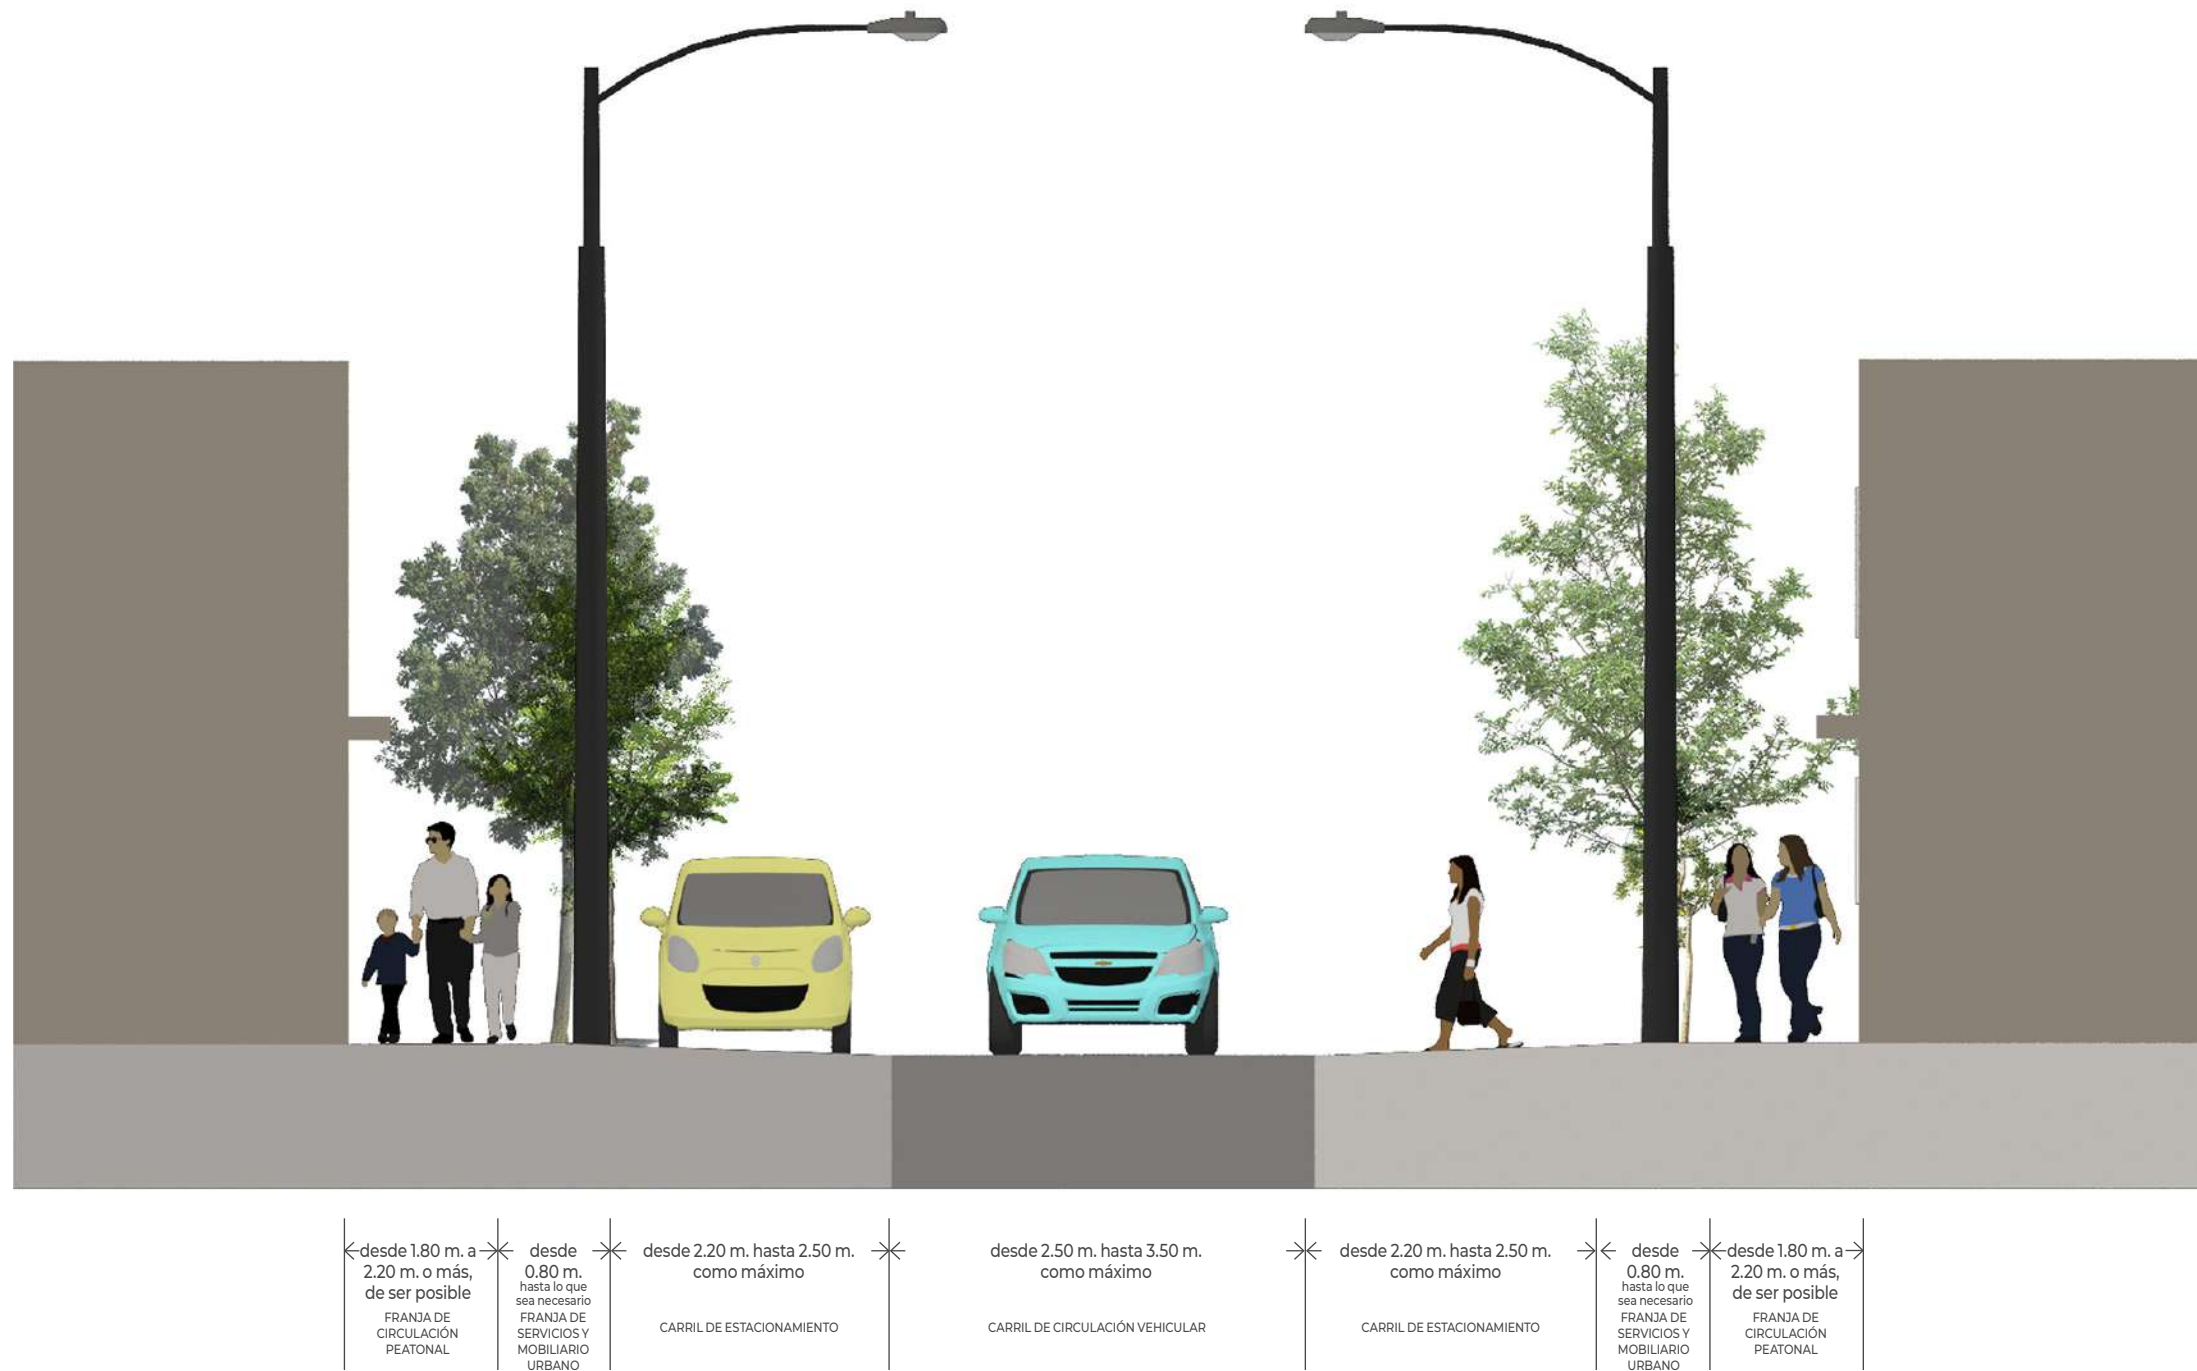 desde 1.80 m. a
2.20 m. o más,
de ser posible
FRANJA DE
CIRCULACIÓN
PEATONAL
desde
0.80 m.
hasta lo que
sea necesario
FRANJA DE
SERVICIOS Y
MOBILIARIO
URBANO
desde 2.20 m. hasta 2.50 m.
como máximo
CARRIL DE ESTACIONAMIENTO
desde 2.50 m. hasta 3.50 m.
como máximo
CARRIL DE CIRCULACIÓN VEHICULAR
desde 2.20 m. hasta 2.50 m.
como máximo
CARRIL DE ESTACIONAMIENTO
desde
0.80 m.
hasta lo que
sea necesario
FRANJA DE
SERVICIOS Y
MOBILIARIO
URBANO
desde 1.80 m. a
2.20 m. o más,
de ser posible
FRANJA DE
CIRCULACIÓN
PEATONAL